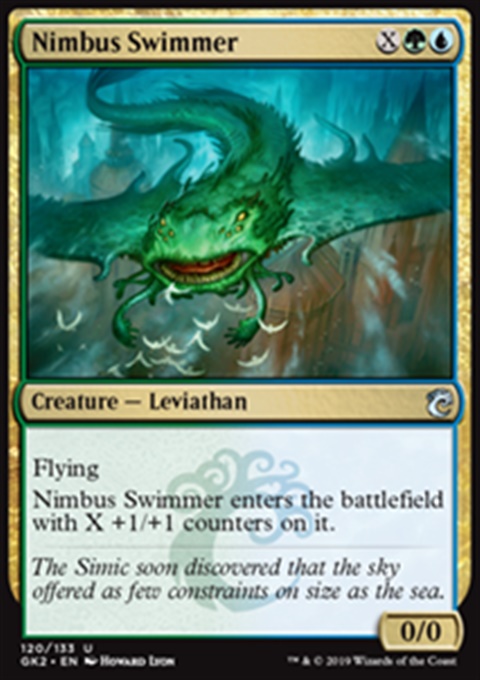 Nimbus Swimmer X
Creature — Leviathan
Flying
Nimbus Swimmer enters the battlefield
with X +1/+1 counters on it.
The Simic soon discovered that the sky
offered as few constraints on size as the sea.
0/0
120/133 U
GK2 • EN Howard Lyon
™ & © 2019 Wizards of the Coast